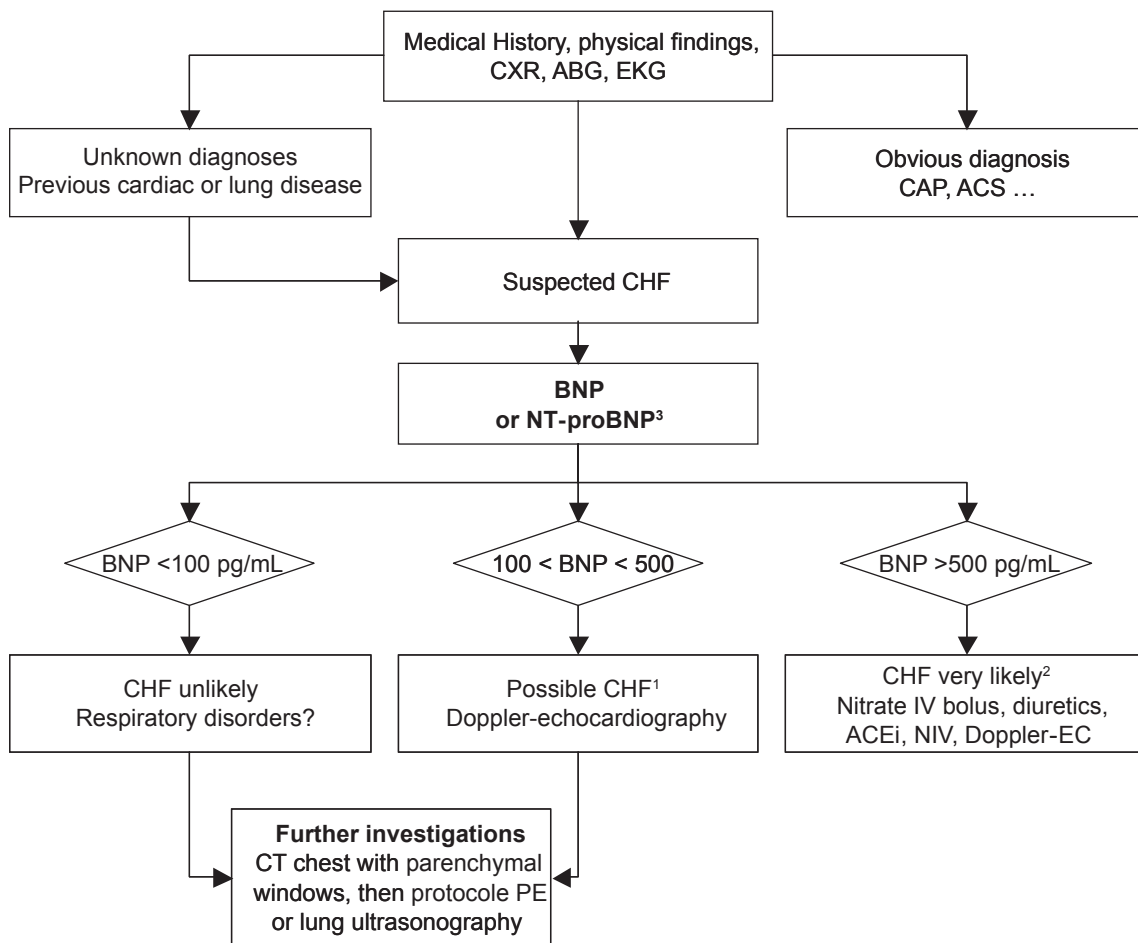 Medical History, physical findings,
CXR, ABG, EKG
Unknown diagnoses
Previous cardiac or lung disease
Obvious diagnosis
CAP, ACS …
Suspected CHF
BNP
or NT-proBNP³
BNP <100 pg/mL
100 < BNP < 500
BNP >500 pg/mL
CHF unlikely
Respiratory disorders?
Possible CHF¹
Doppler-echocardiography
CHF very likely²
Nitrate IV bolus, diuretics,
ACEi, NIV, Doppler-EC
Further investigations
CT chest with parenchymal
windows, then protocole PE
or lung ultrasonography